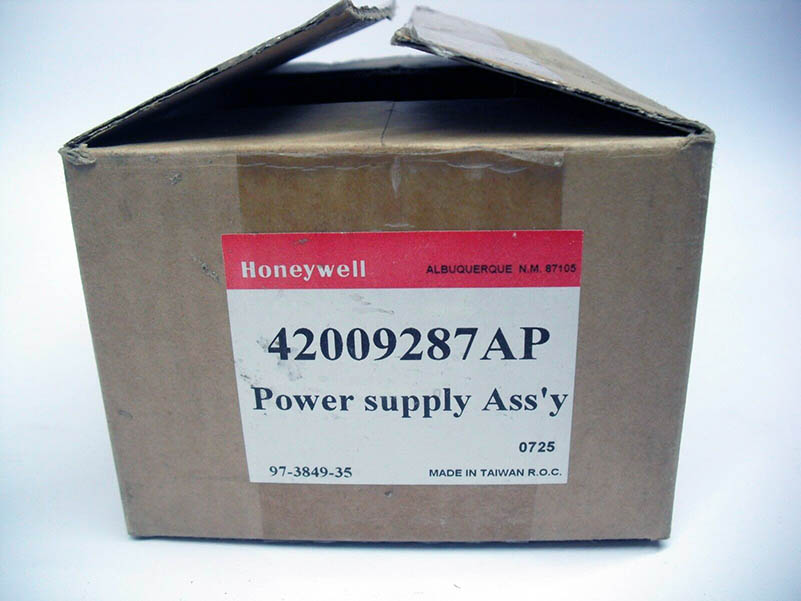 Honeywell ALBUQUERQUE N.M. 87105
42009287AP
Power supply Ass'y
0725
97-3849-35 MADE IN TAIWAN R.O.C.